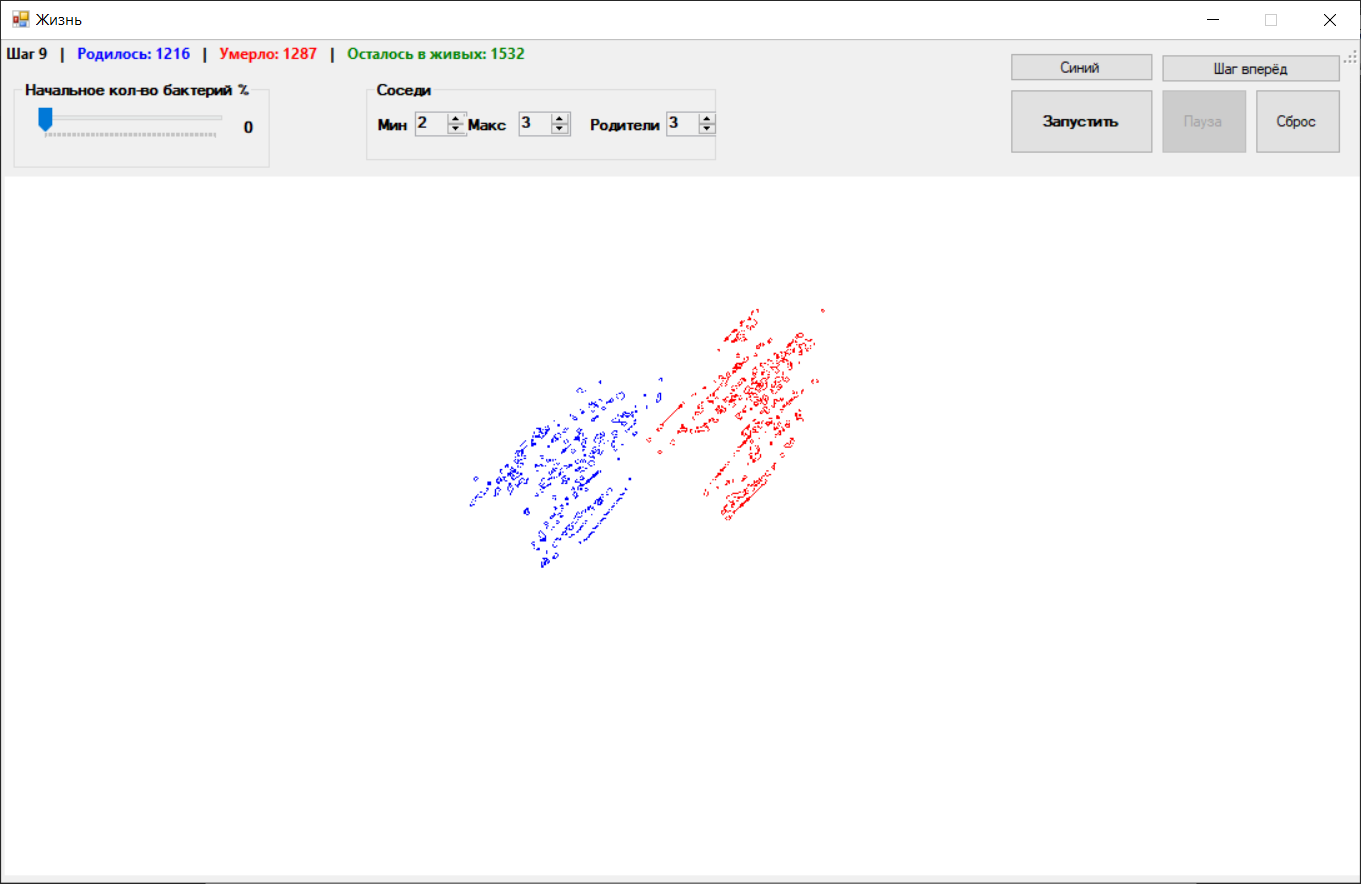 Жизнь
Шаг 9 | Родилось: 1216 | Умерло: 1287 | Осталось в живых: 1532
Синий
Шаг вперёд
Начальное кол-во бактерий %
0
Соседи
Мин 2 Макс 3 Родители 3
Запустить
Пауза
Сброс